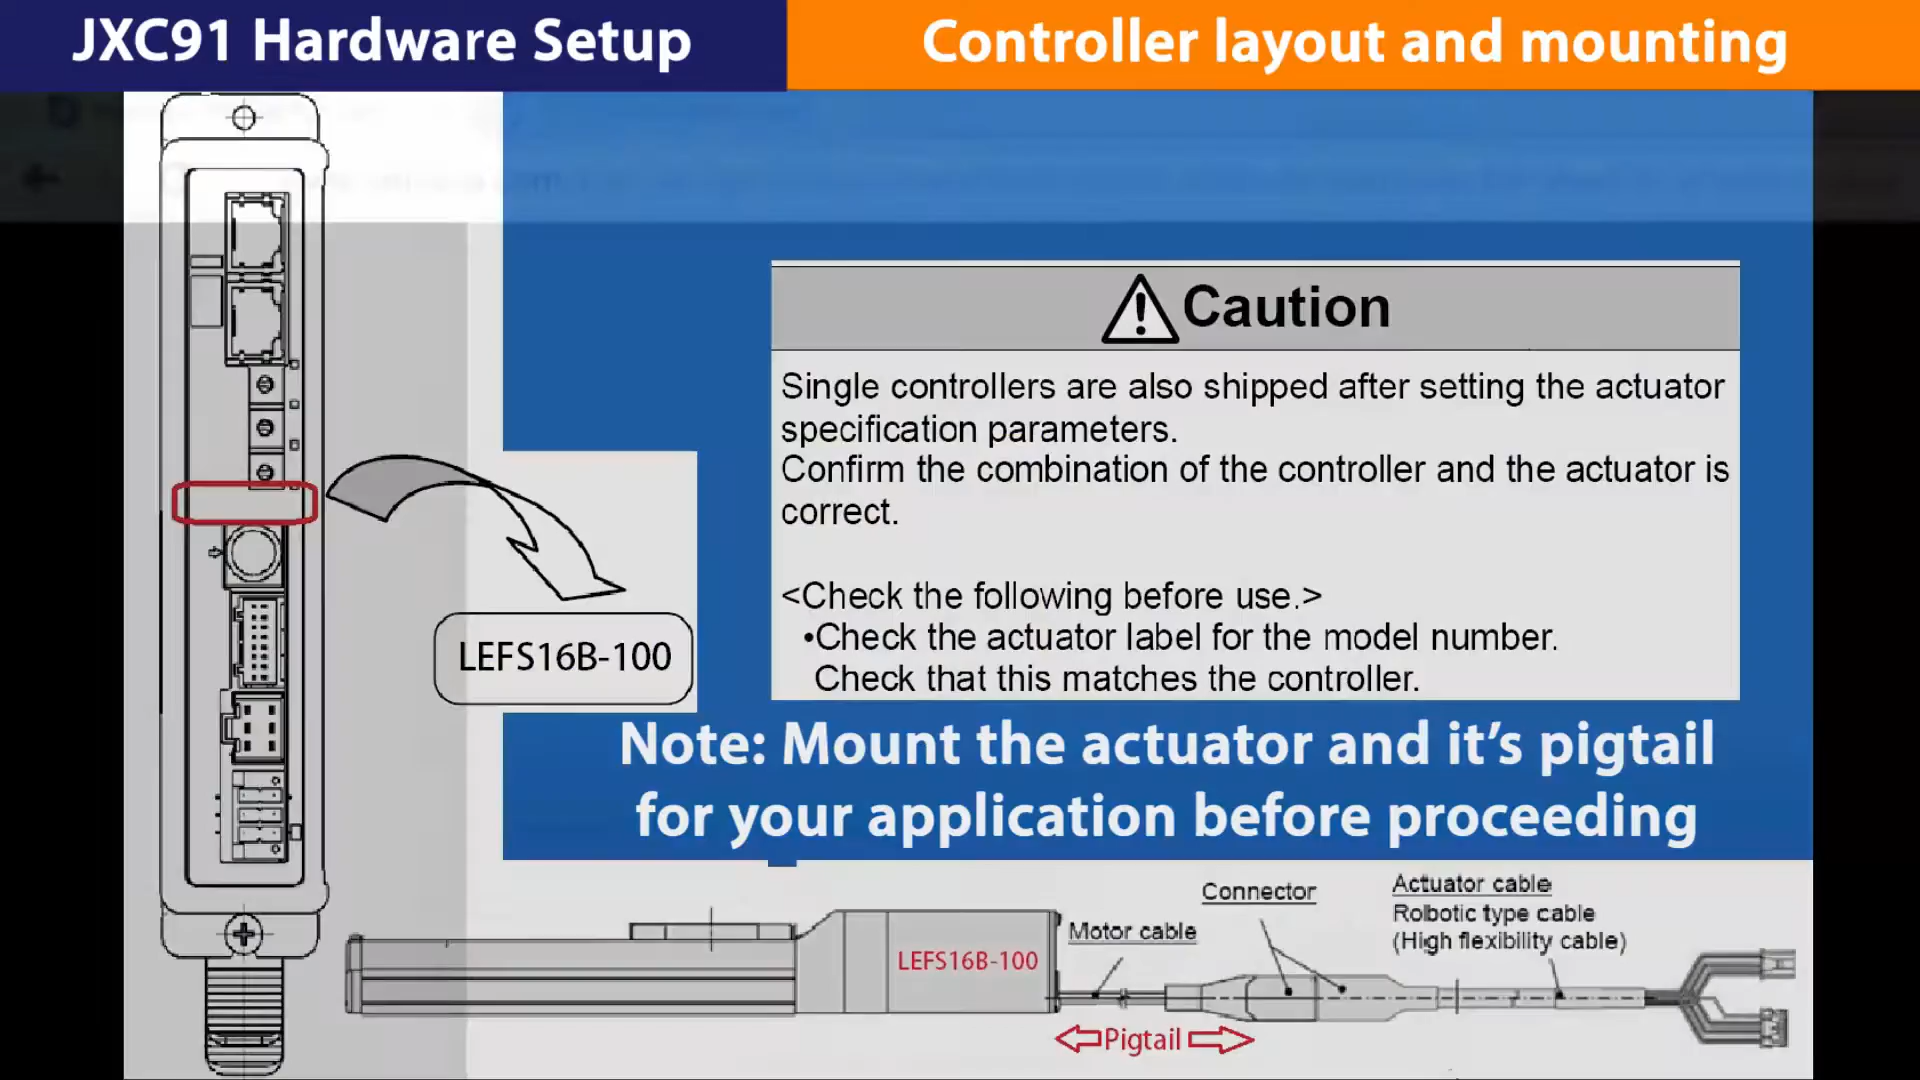 JXC91 Hardware Setup
Controller layout and mounting
Caution
Single controllers are also shipped after setting the actuator
specification parameters.
Confirm the combination of the controller and the actuator is
correct.
<Check the following before use.>
•Check the actuator label for the model number.
Check that this matches the controller.
LEFS16B-100
Note: Mount the actuator and it's pigtail
for your application before proceeding
Connector
Actuator cable
Robotic type cable
(High flexibility cable)
Motor cable
LEFS16B-100
Pigtail